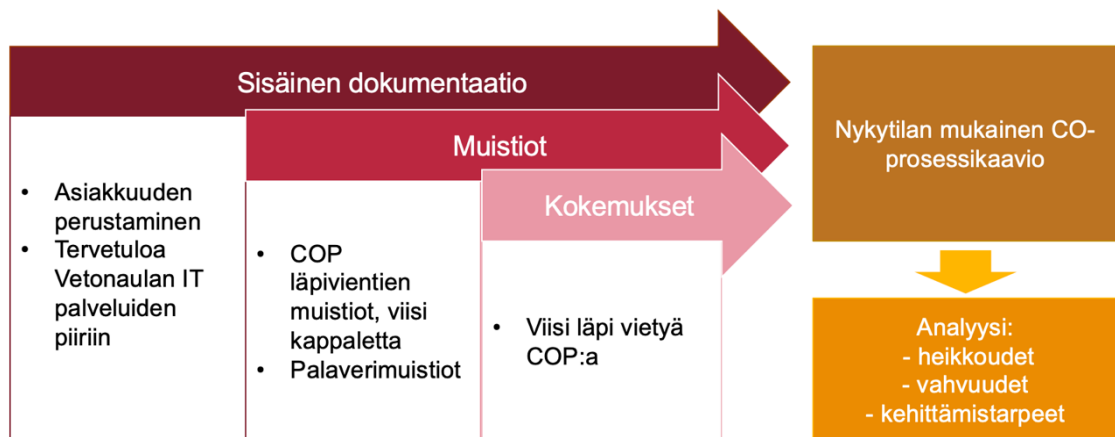 Sisäinen dokumentaatio
Muistiot
Kokemukset
• Asiakkuuden
perustaminen
• Tervetuloa
Vetonaulan IT
palveluiden
piiriin
• COP
läpivientien
muistiot, viisi
kappaletta
• Palaverimuistiot
• Viisi läpi vietyä
COP:a
Nykytilan mukainen CO-
prosessikaavio
Analyysi:
- heikkoudet
- vahvuudet
- kehittämistarpeet